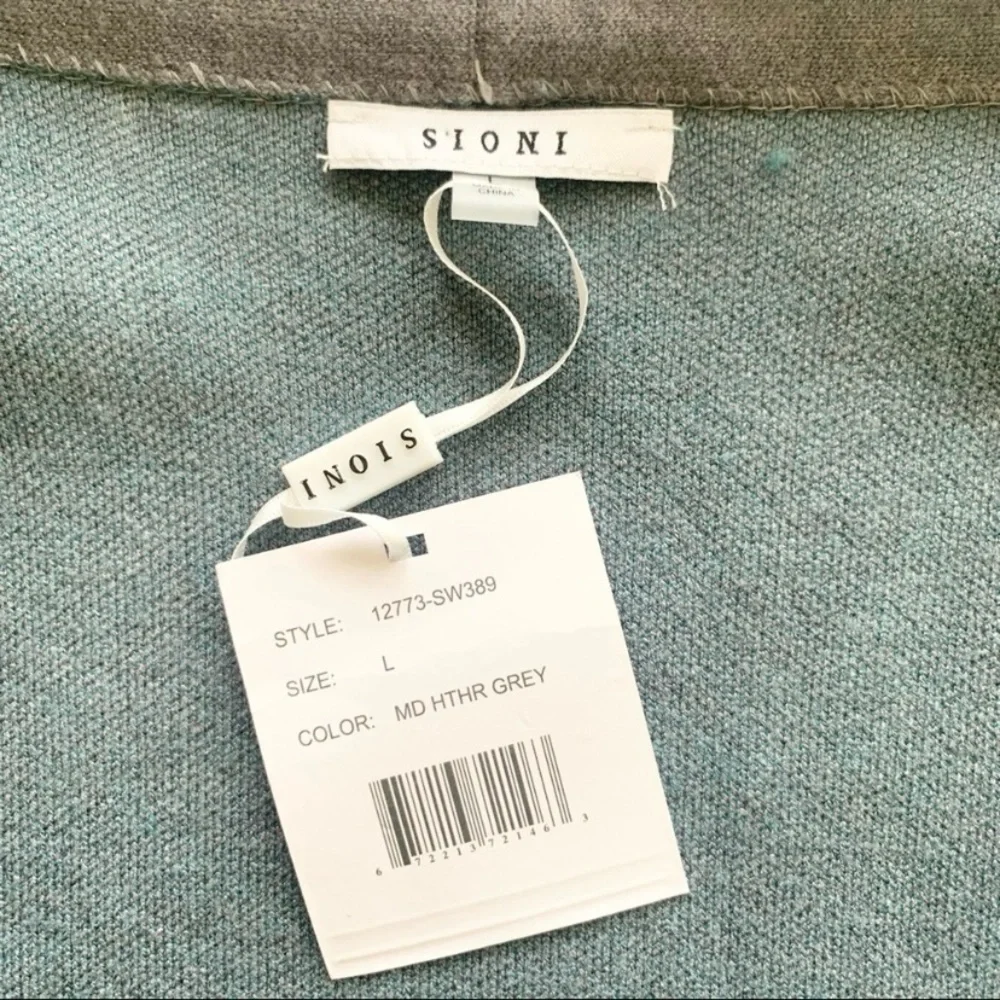 SIONI
CHINA
SIONI
STYLE: 12773-SW389
SIZE: L
COLOR: MD HTHR GREY
6 72213 72146 3